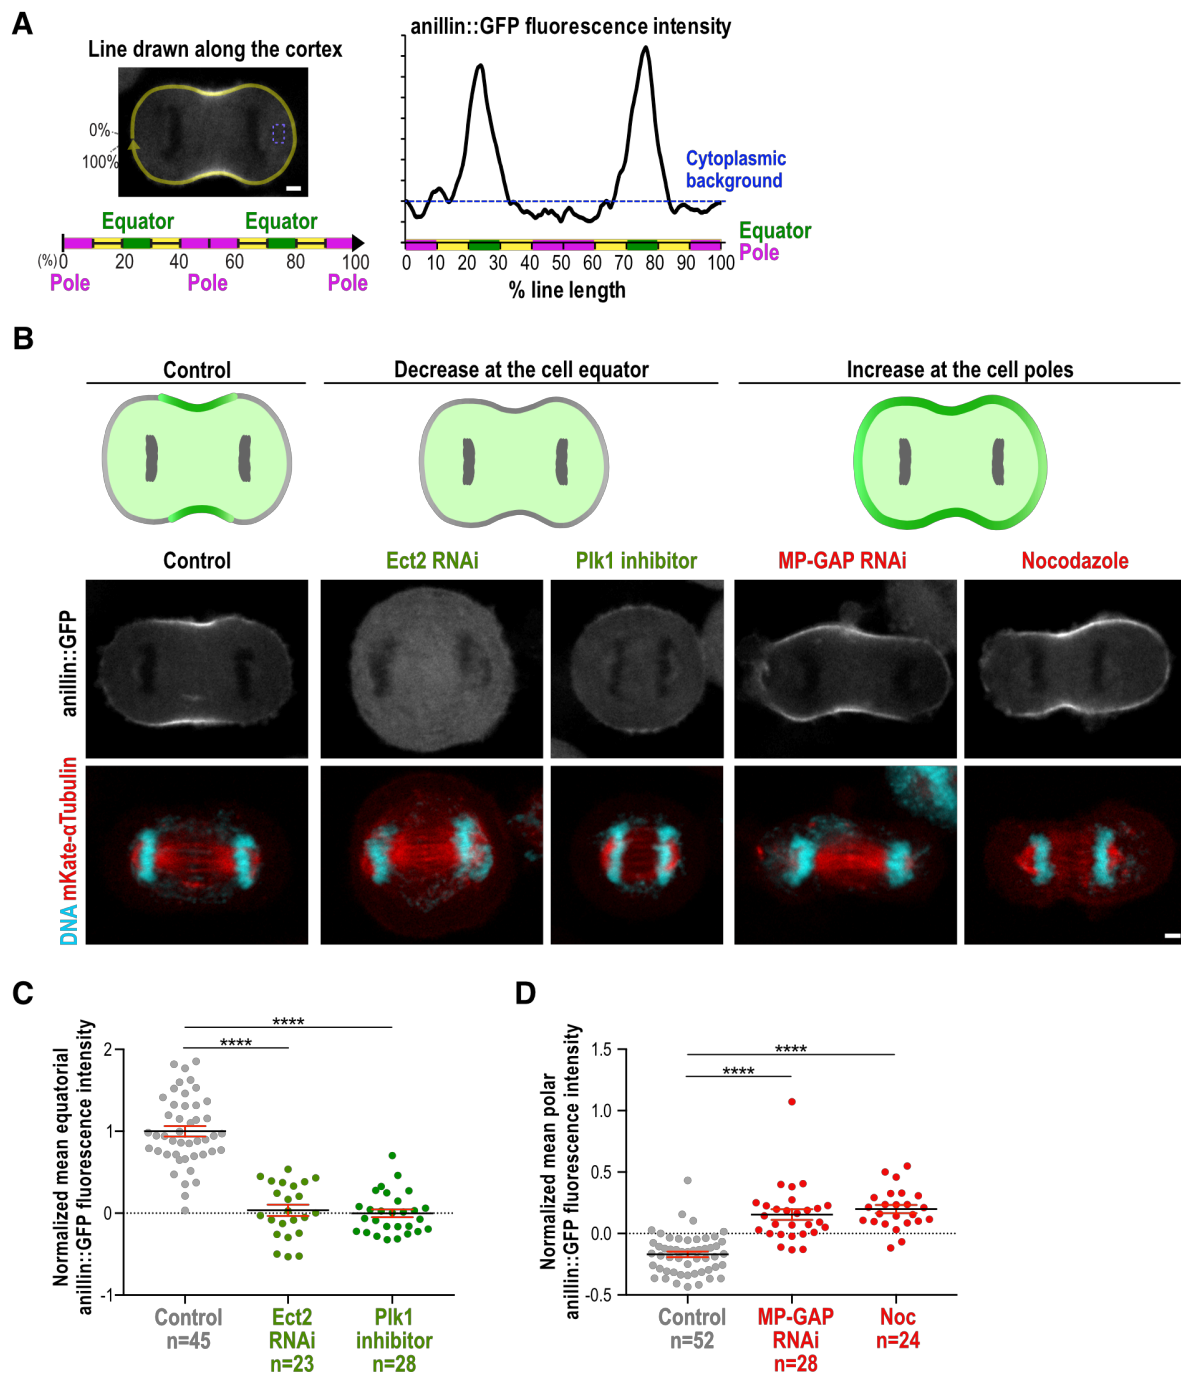 A
Line drawn along the cortex
0%
100%
Equator Equator
(%) 0 20 40 60 80 100
Pole Pole Pole
anillin::GFP fluorescence intensity
Cytoplasmic
background
Equator
Pole
0 10 20 30 40 50 60 70 80 90 100
% line length
B
Control Decrease at the cell equator Increase at the cell poles
Control Ect2 RNAi Plk1 inhibitor MP-GAP RNAi Nocodazole
anillin::GFP
DNA mKate-αTubulin
C
Normalized mean equatorial
anillin::GFP fluorescence intensity
2
1
0
-1
****
****
Control
n=45
Ect2
RNAi
n=23
Plk1
inhibitor
n=28
D
Normalized mean polar
anillin::GFP fluorescence intensity
1.5
1.0
0.5
0.0
-0.5
****
****
Control
n=52
MP-GAP
RNAi
n=28
Noc
n=24